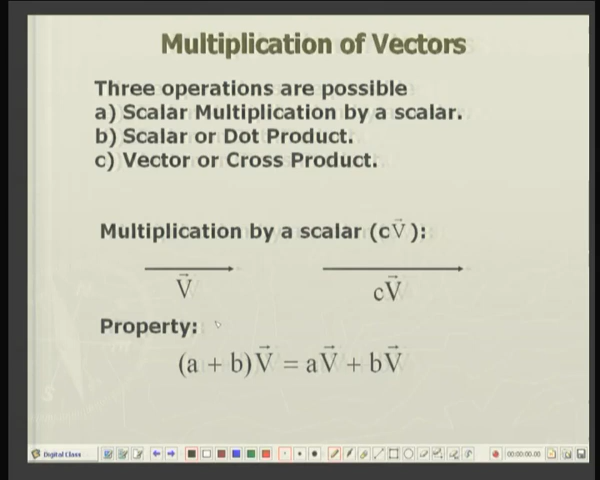 Multiplication of Vectors
Three operations are possible
a) Scalar Multiplication by a scalar.
b) Scalar or Dot Product.
c) Vector or Cross Product.
Multiplication by a scalar (cV⃗):
V⃗ cV⃗
Property:
(a + b)V⃗ = aV⃗ + bV⃗
Digital Class 00:00:00.00